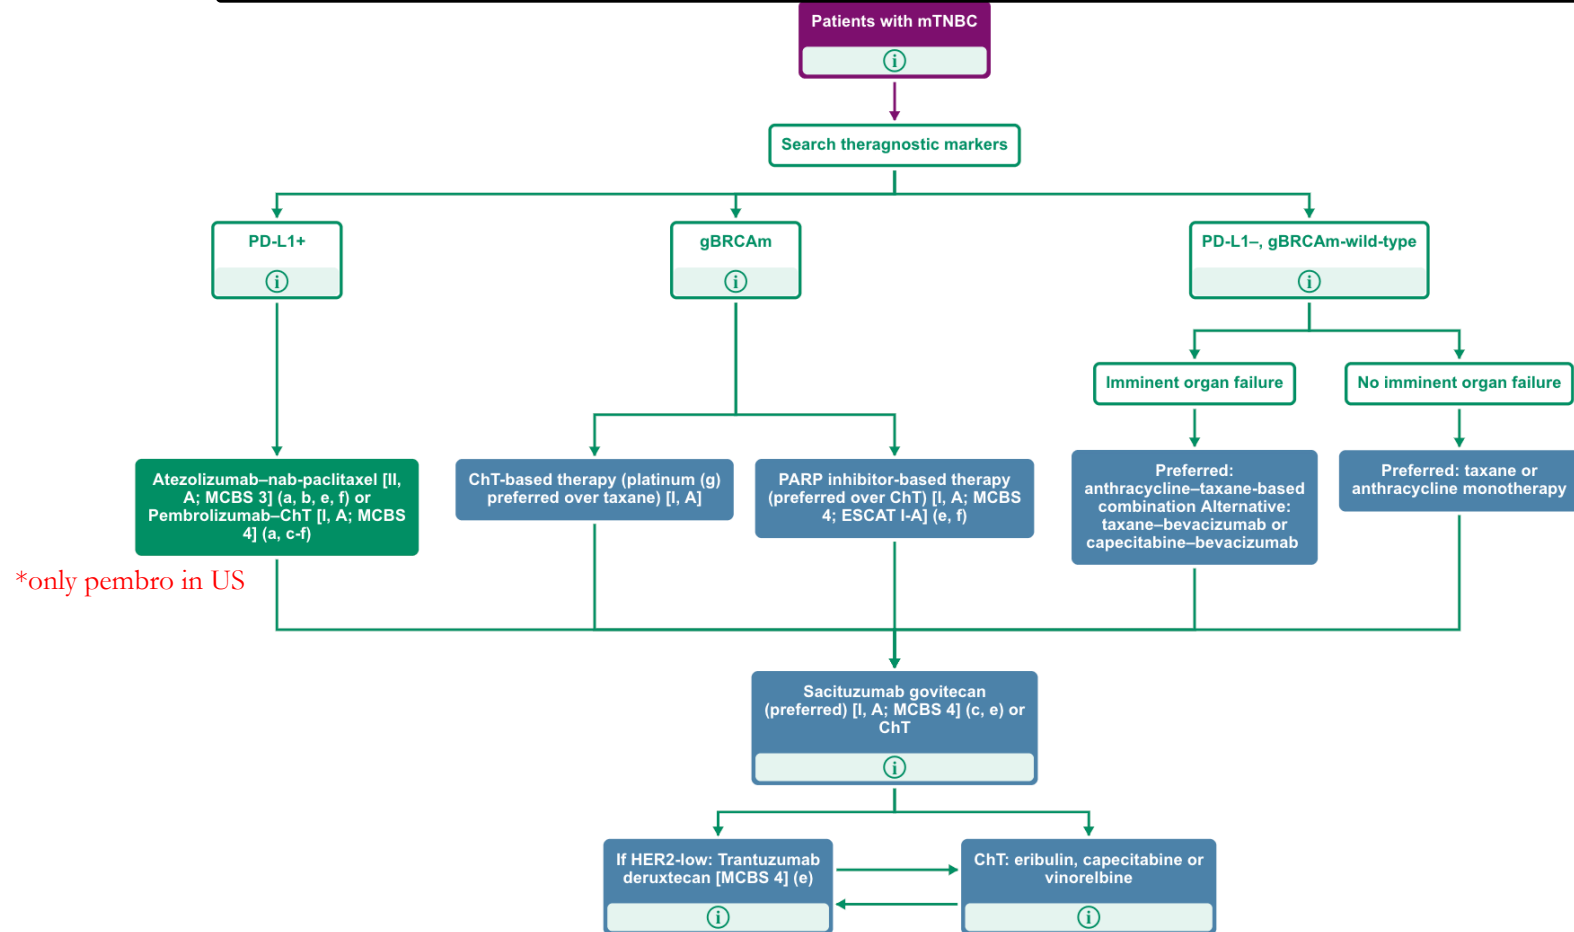 Patients with mTNBC
i
Search theragnostic markers
PD-L1+
i
gBRCAm
i
PD-L1–, gBRCAm-wild-type
i
Imminent organ failure
No imminent organ failure
Atezolizumab–nab-paclitaxel [II,
A; MCBS 3] (a, b, e, f) or
Pembrolizumab–ChT [I, A; MCBS
4] (a, c-f)
*only pembro in US
ChT-based therapy (platinum (g)
preferred over taxane) [I, A]
PARP inhibitor-based therapy
(preferred over ChT) [I, A; MCBS
4; ESCAT I-A] (e, f)
Preferred:
anthracycline–taxane-based
combination Alternative:
taxane–bevacizumab or
capecitabine–bevacizumab
Preferred: taxane or
anthracycline monotherapy
Sacituzumab govitecan
(preferred) [I, A; MCBS 4] (c, e) or
ChT
i
If HER2-low: Trantuzumab
deruxtecan [MCBS 4] (e)
i
ChT: eribulin, capecitabine or
vinorelbine
i